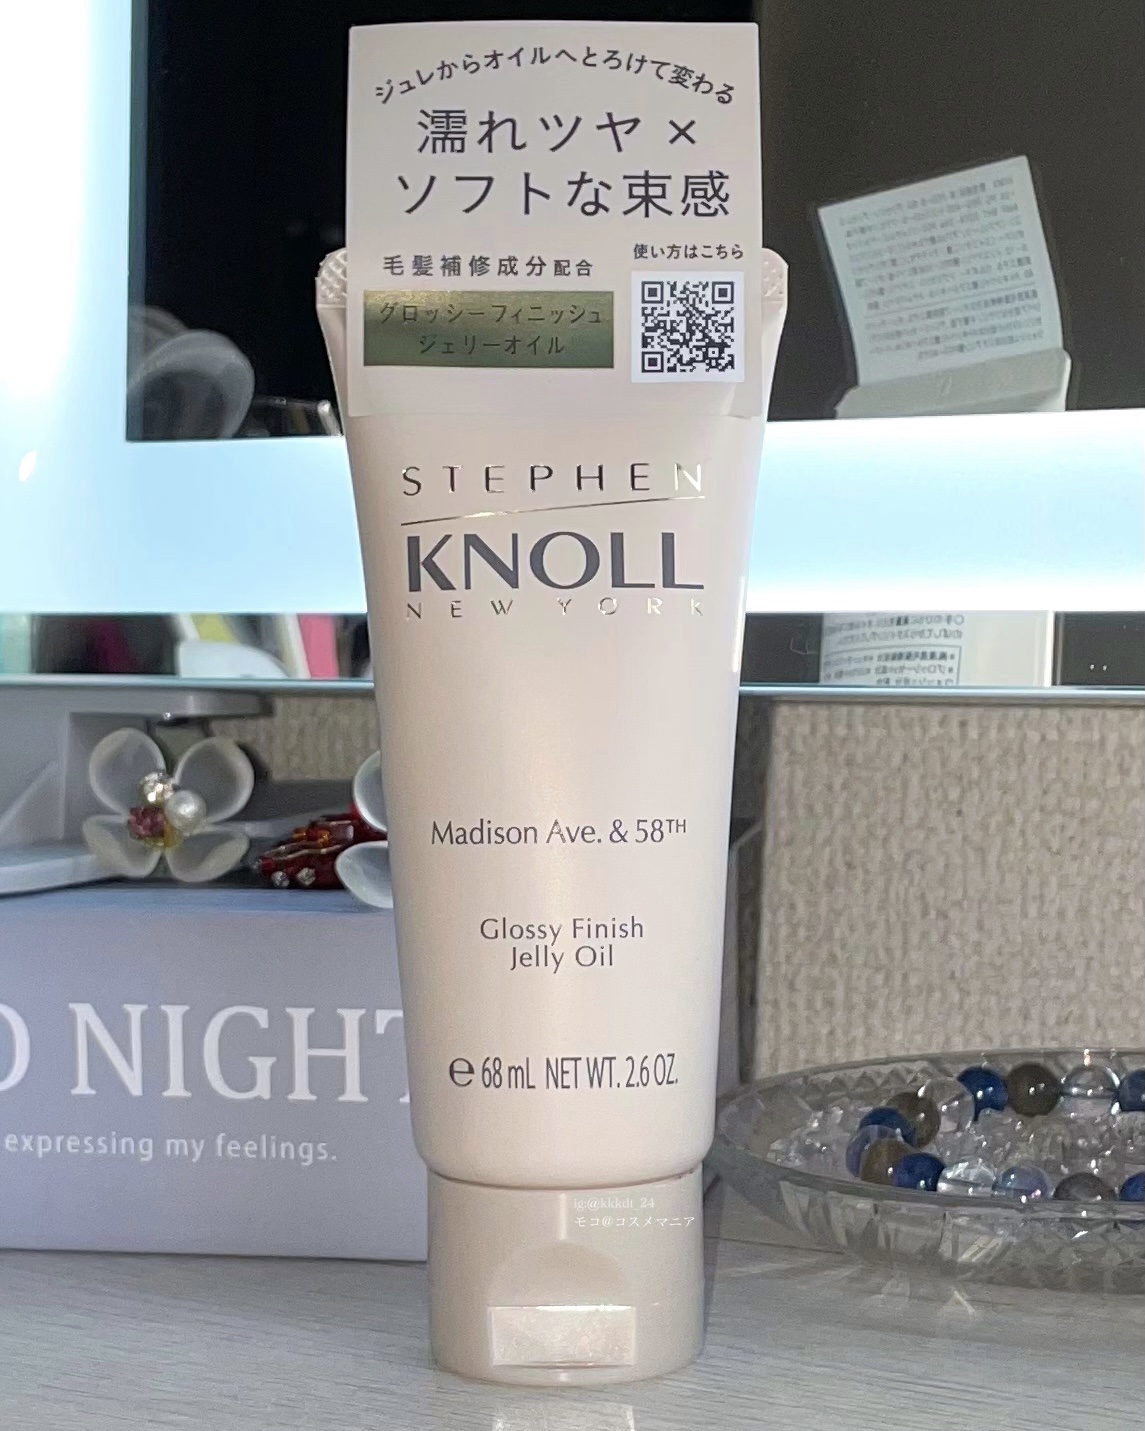 ジュレからオイルへとろけて変わる
濡れツヤ×
ソフトな束感
毛髪補修成分配合
使い方はこちら
グロッシーフィニッシュ
ジェリーオイル
STEPHEN
KNOLL
NEW YORK
Madison Ave. & 58TH
Glossy Finish
Jelly Oil
℮ 68 mL NET WT. 2.6 OZ.
NIGHT
expressing my feelings.
ig:@kkkdt_24
モコ@コスメマニア